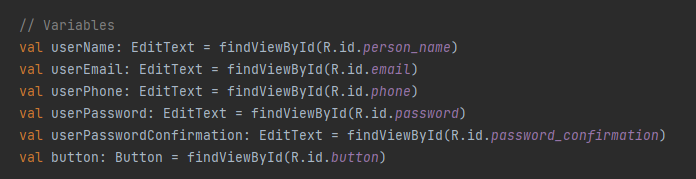 // Variables
val userName: EditText = findViewById(R.id.person_name)
val userEmail: EditText = findViewById(R.id.email)
val userPhone: EditText = findViewById(R.id.phone)
val userPassword: EditText = findViewById(R.id.password)
val userPasswordConfirmation: EditText = findViewById(R.id.password_confirmation)
val button: Button = findViewById(R.id.button)